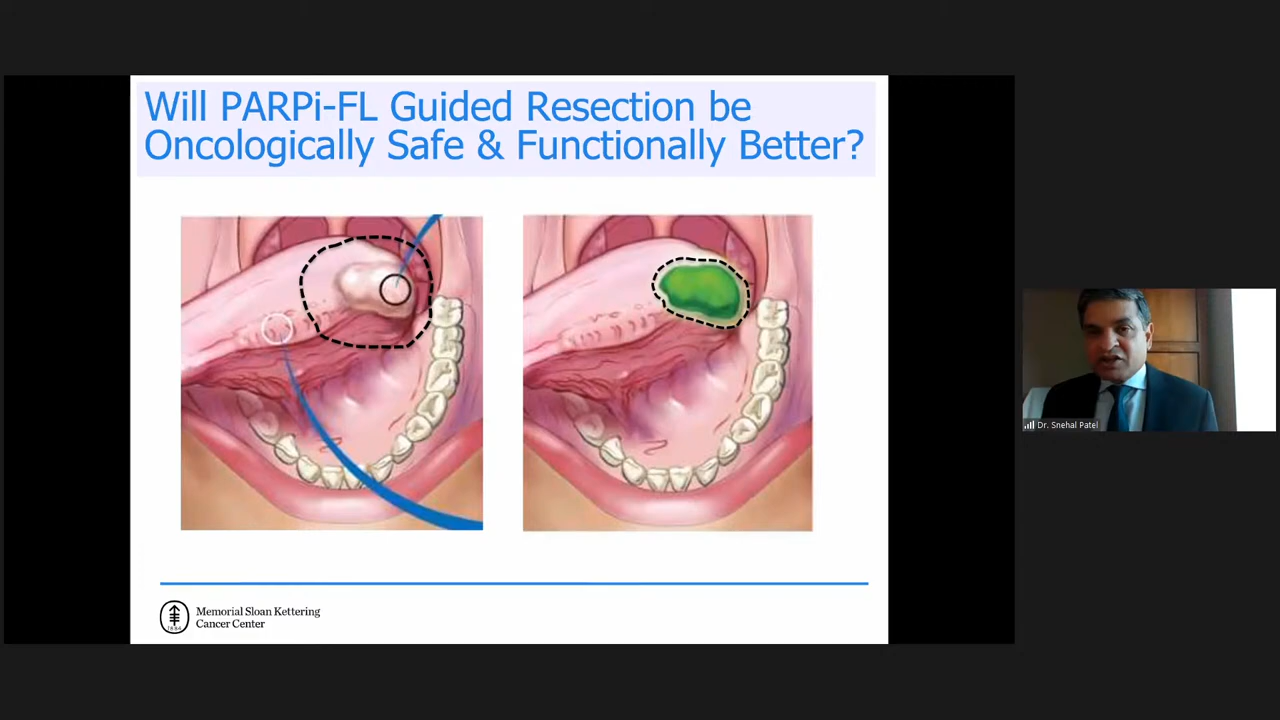 Will PARPi-FL Guided Resection be
Oncologically Safe & Functionally Better?
Dr. Snehal Patel
Memorial Sloan Kettering
Cancer Center